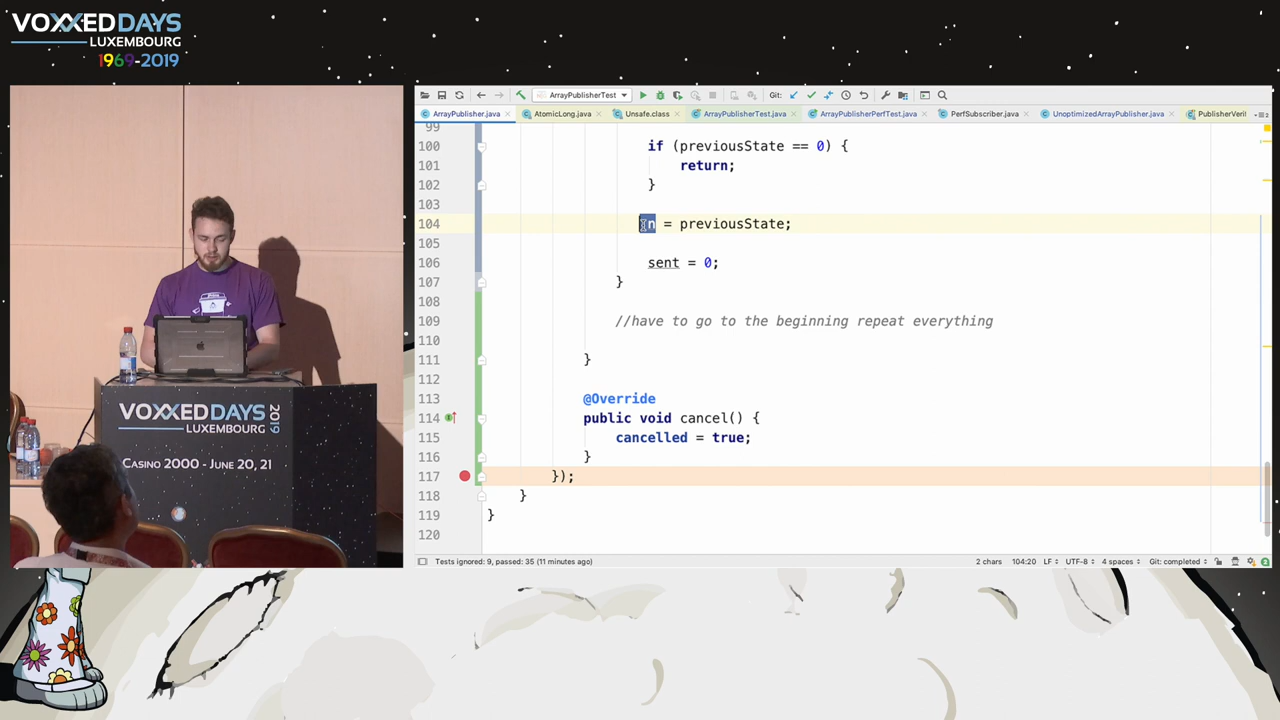 VOXXED DAYS
LUXEMBOURG
1969-2019
ArrayPublisherTest
Git:
ArrayPublisher.java
AtomicLong.java
Unsafe.class
ArrayPublisherTest.java
ArrayPublisherPerfTest.java
PerfSubscriber.java
UnoptimizedArrayPublisher.java
PublisherVeri
99
100 if (previousState == 0) {
101 return;
102 }
103
104 n = previousState;
105
106 sent = 0;
107 }
108
109 //have to go to the beginning repeat everything
110
111 }
112
113 @Override
114 public void cancel() {
115 cancelled = true;
116 }
117 });
118 }
119 }
120
Tests ignored: 9, passed: 35 (11 minutes ago)
2 chars 104:20 LF UTF-8 4 spaces Git: completed
VOXXED DAYS 2019
LUXEMBOURG
CASINO 2000 - JUNE 20, 21